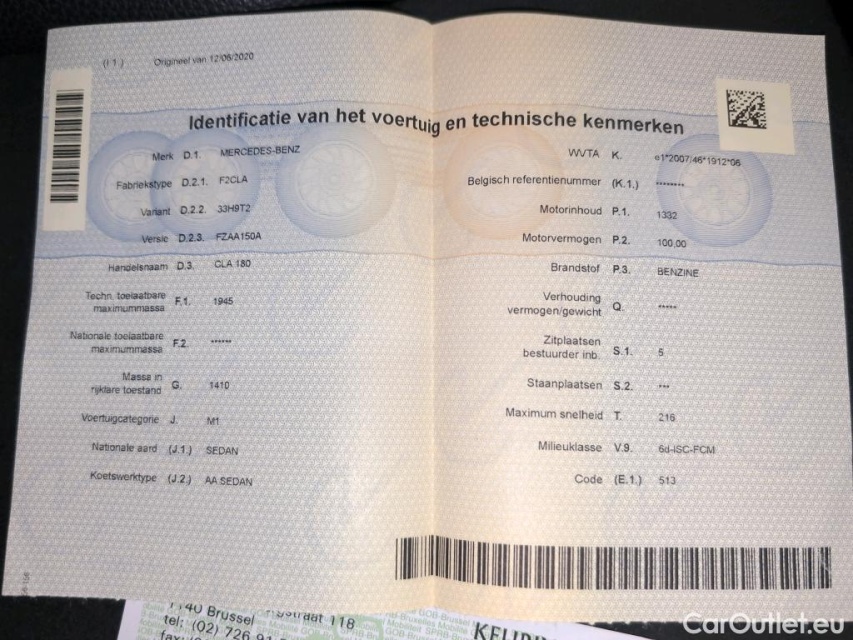 (I 1.) Origineel van 12/06/2020
Identificatie van het voertuig en technische kenmerken
Merk D.1. MERCEDES-BENZ
Fabriekstype D.2.1. F2CLA
Variant D.2.2. 33H9T2
Versie D.2.3. FZAA150A
Handelsnaam D.3. CLA 180
Techn. toelaatbare
maximummassa F.1. 1945
Nationale toelaatbare
maximummassa F.2. ******
Massa in
rijklare toestand G. 1410
Voertuigcategorie J. M1
Nationale aard (J.1.) SEDAN
Koetswerktype (J.2.) AA SEDAN
WVTA K. e1*2007/46*1912*06
Belgisch referentienummer (K.1.) ********
Motorinhoud P.1. 1332
Motorvermogen P.2. 100,00
Brandstof P.3. BENZINE
Verhouding
vermogen/gewicht Q. *****
Zitplaatsen
bestuurder inb. S.1. 5
Staanplaatsen S.2. ***
Maximum snelheid T. 216
Milieuklasse V.9. 6d-ISC-FCM
Code (E.1.) 513
1140 Brussel
straat 118
tel: (02) 726
CarOutlet.eu